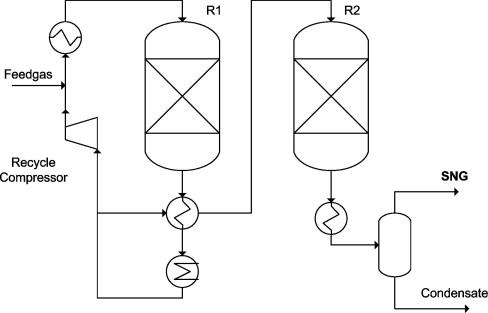 R1
R2
Feedgas
Recycle
Compressor
SNG
Condensate